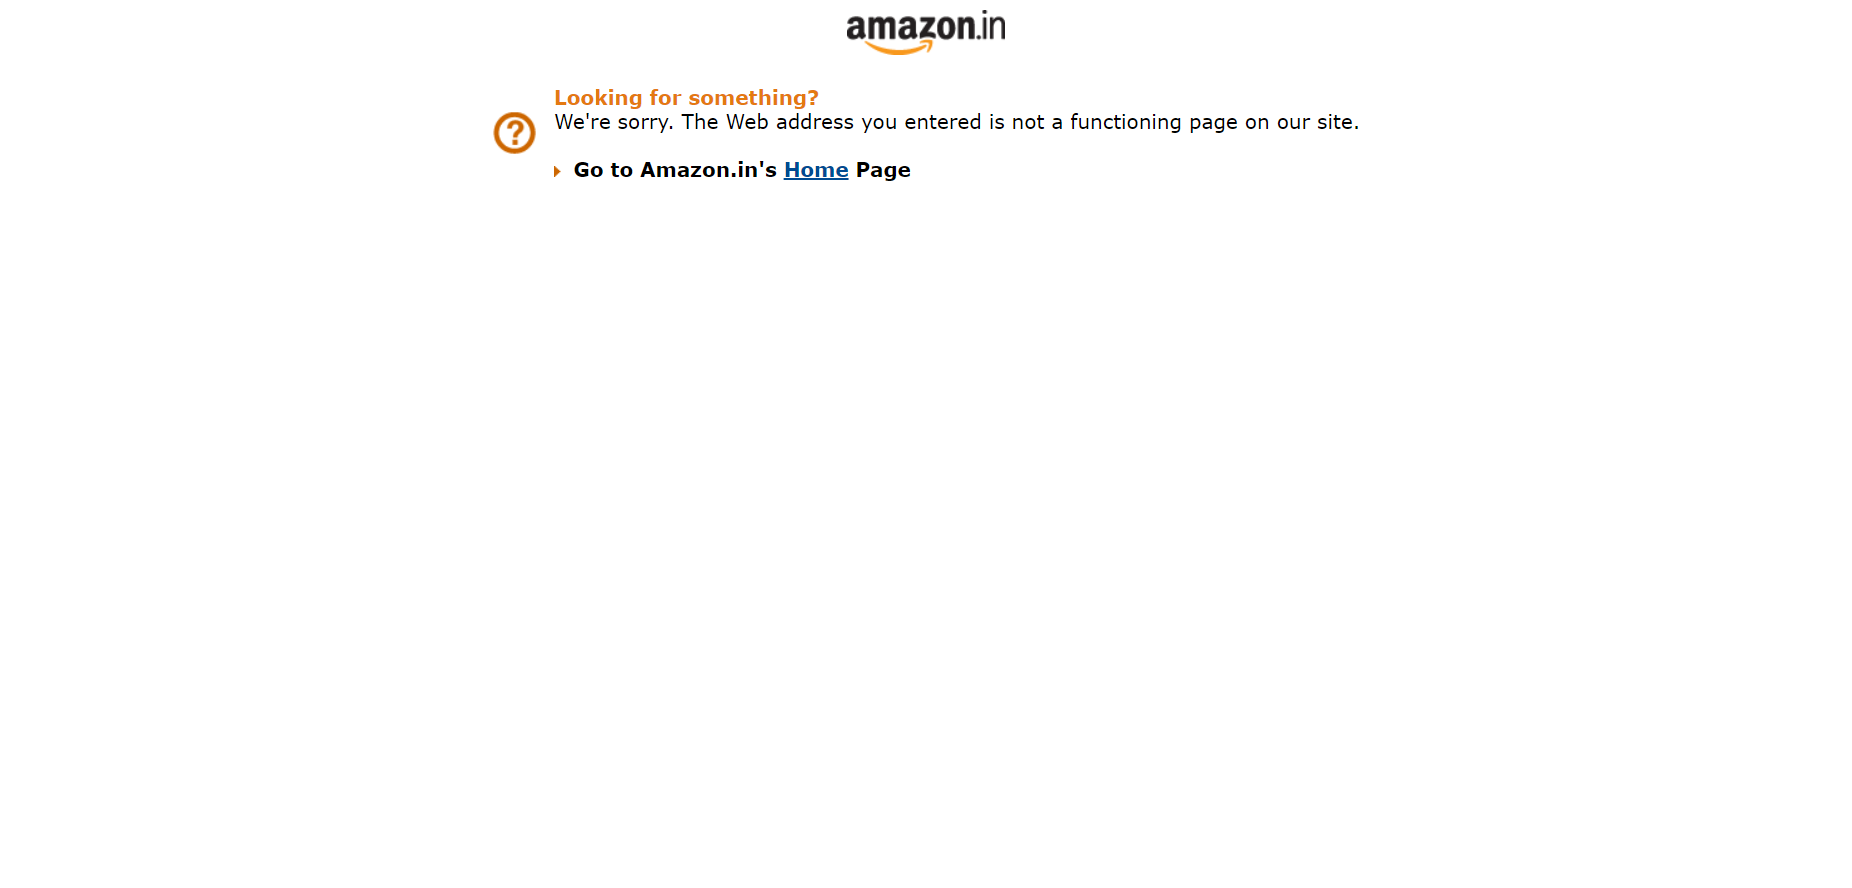 amazon.in
Looking for something?
We're sorry. The Web address you entered is not a functioning page on our site.
Go to Amazon.in's Home Page